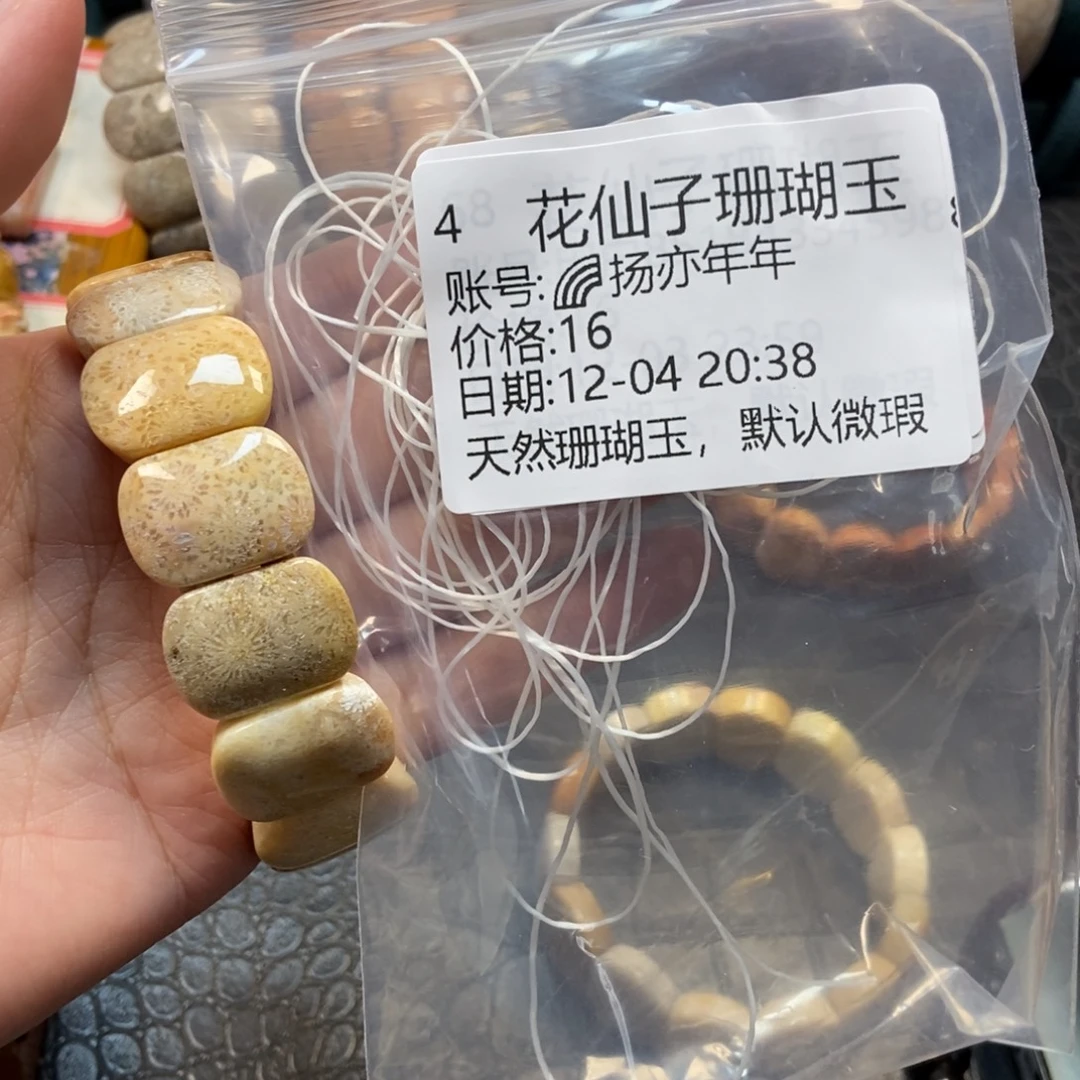 4 花仙子珊瑚玉
账号:🌈扬亦年年
价格:16
日期:12-04 20:38
天然珊瑚玉，默认微瑕